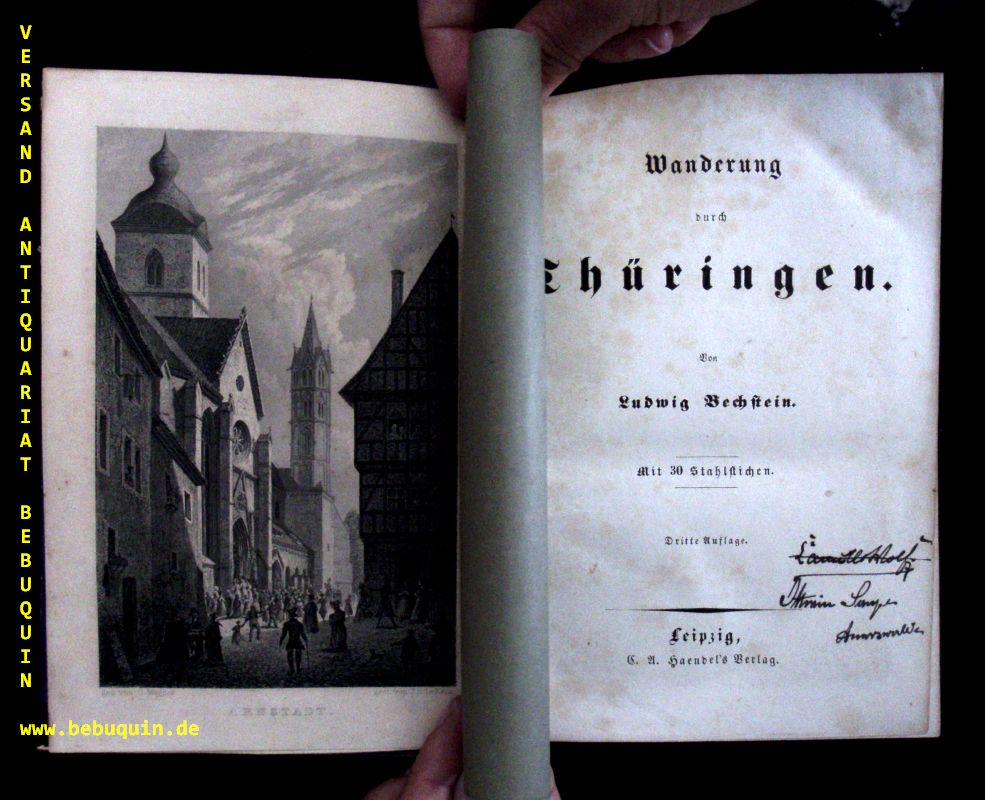 VERSAND ANTIQUARIAT BEBUQUIN
www.bebuquin.de
ARNSTADT.
Wanderung
durch
Thüringen.
Von
Ludwig Bechstein.
Mit 30 Stahlstichen.
Dritte Auflage.
Leipzig,
C. A. Haendel's Verlag.